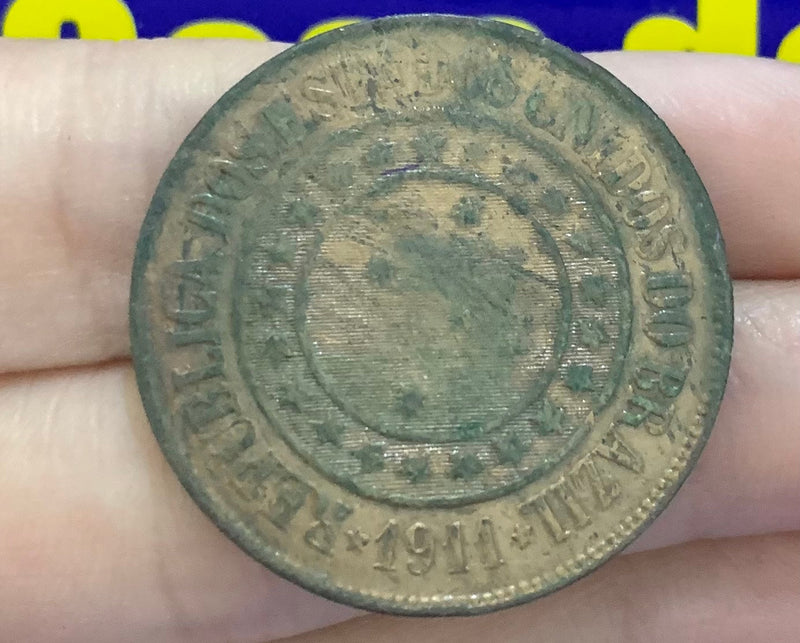 REPUBLICA DOS ESTADOS UNIDOS DO BRAZIL
* 1911 *